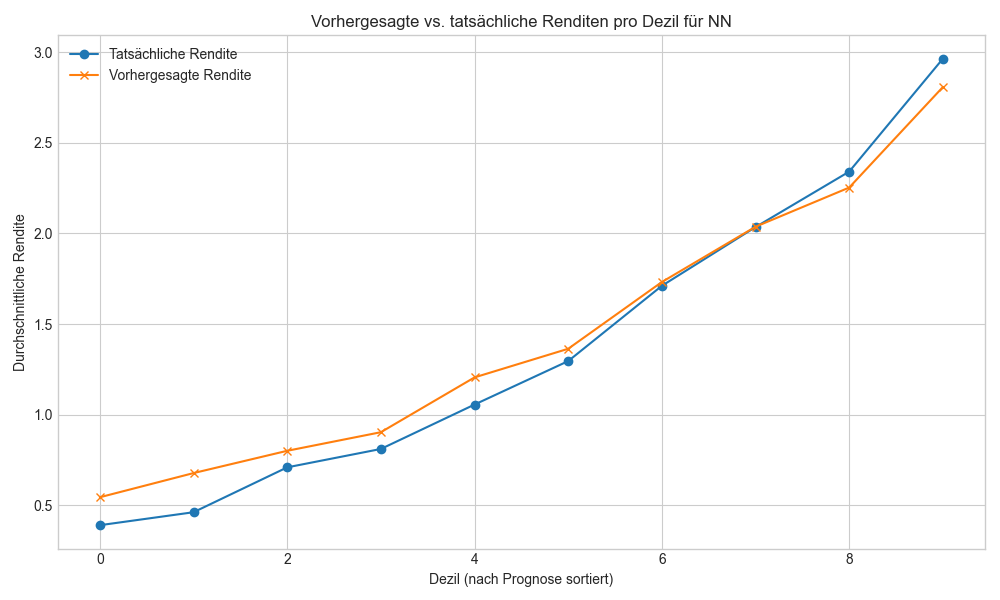 Vorhergesagte vs. tatsächliche Renditen pro Dezil für NN
Tatsächliche Rendite
Vorhergesagte Rendite
Durchschnittliche Rendite
3.0
2.5
2.0
1.5
1.0
0.5
0 2 4 6 8
Dezil (nach Prognose sortiert)